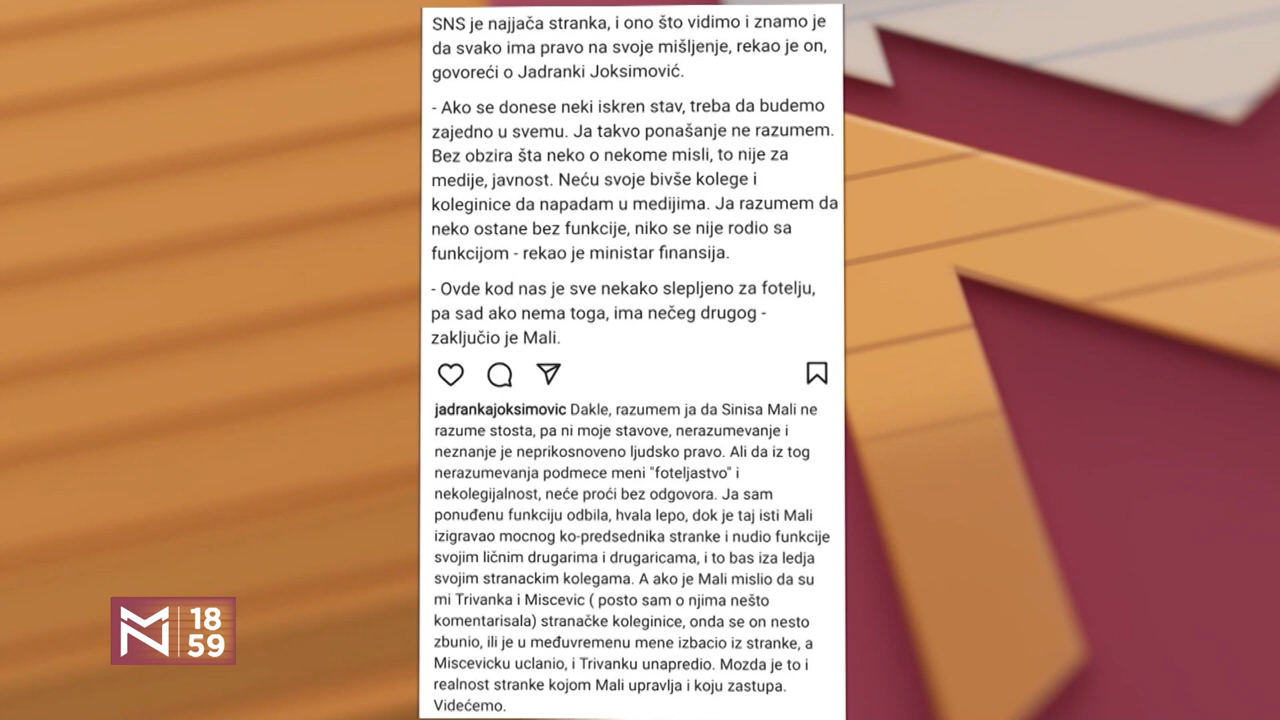 SNS je najjača stranka, i ono što vidimo i znamo je
da svako ima pravo na svoje mišljenje, rekao je on,
govoreći o Jadranki Joksimović.
- Ako se donese neki iskren stav, treba da budemo
zajedno u svemu. Ja takvo ponašanje ne razumem.
Bez obzira šta neko o nekome misli, to nije za
medije, javnost. Neću svoje bivše kolege i
koleginice da napadam u medijima. Ja razumem da
neko ostane bez funkcije, niko se nije rodio sa
funkcijom - rekao je ministar finansija.
- Ovde kod nas je sve nekako slepljeno za fotelju,
pa sad ako nema toga, ima nečeg drugog -
zaključio je Mali.
jadrankajoksimovic Dakle, razumem ja da Sinisa Mali ne
razume stosta, pa ni moje stavove, nerazumevanje i
neznanje je neprikosnoveno ljudsko pravo. Ali da iz tog
nerazumevanja podmece meni "foteljastvo" i
nekolegijalnost, neće proći bez odgovora. Ja sam
ponuđenu funkciju odbila, hvala lepo, dok je taj isti Mali
izigravao mocnog ko-predsednika stranke i nudio funkcije
svojim ličnim drugarima i drugaricama, i to bas iza ledja
svojim stranackim kolegama. A ako je Mali mislio da su
mi Trivanka i Miscevic ( posto sam o njima nešto
komentarisala) stranačke koleginice, onda se on nesto
zbunio, ili je u međuvremenu mene izbacio iz stranke, a
Miscevicku uclanio, i Trivanku unapredio. Mozda je to i
realnost stranke kojom Mali upravlja i koju zastupa.
Videćemo.
18
59